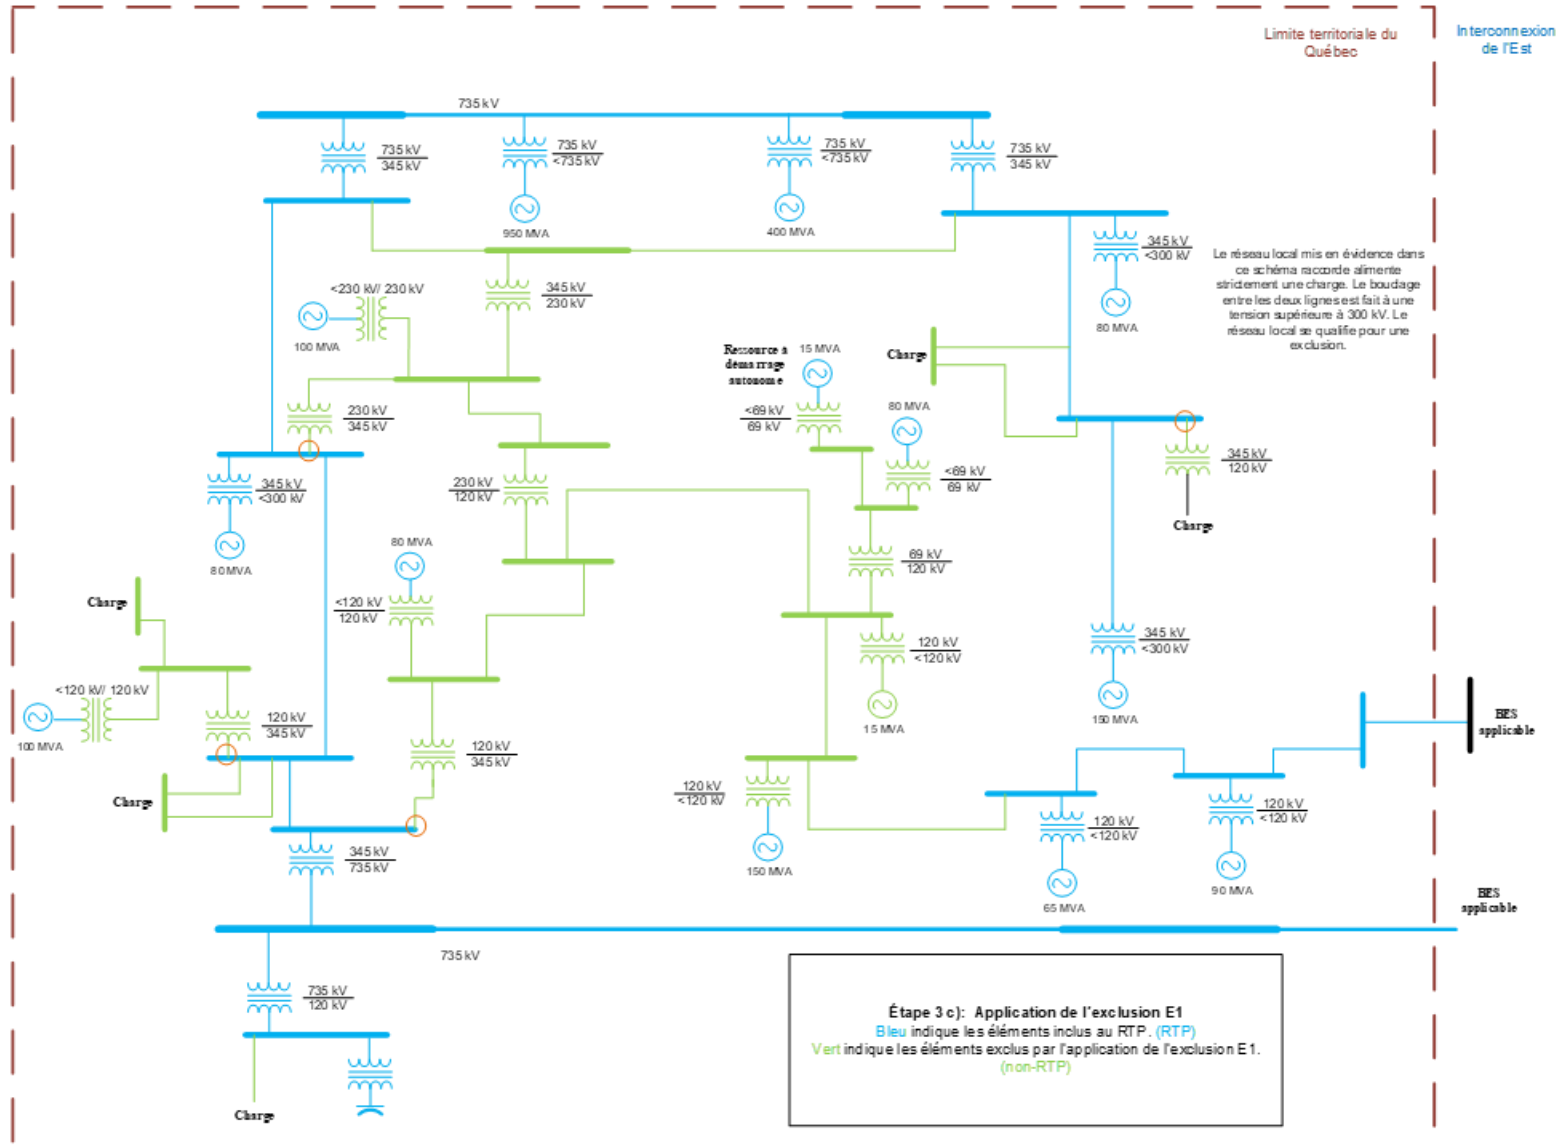 Limite territoriale du
Québec
Interconnexion
de l'Est
735 kV
735 kV
345 kV
735 kV
<735 kV
735 kV
<735 kV
735 kV
345 kV
950 MVA
400 MVA
345 kV
<300 kV
80 MVA
Le réseau local mis en évidence dans
ce schéma raccorde alimente
strictement une charge. Le bouclage
entre les deux lignes est fait à une
tension supérieure à 300 kV. Le
réseau local se qualifie pour une
exclusion.
<230 kV/ 230 kV
345 kV
230 kV
100 MVA
Ressource à
démarrage
autonome
15 MVA
Charge
<69 kV
69 kV
80 MVA
230 kV
345 kV
<69 kV
69 kV
345 kV
120 kV
Charge
345 kV
<300 kV
230 kV
120 kV
80 MVA
80 MVA
69 kV
120 kV
Charge
<120 kV
120 kV
120 kV
<120 kV
345 kV
<300 kV
<120 kV/ 120 kV
100 MVA
120 kV
345 kV
15 MVA
150 MVA
BES
applicable
120 kV
345 kV
120 kV
<120 kV
Charge
120 kV
<120 kV
120 kV
<120 kV
345 kV
735 kV
150 MVA
65 MVA
90 MVA
BES
applicable
735 kV
735 kV
120 kV
Charge
Étape 3 c): Application de l'exclusion E1
Bleu indique les éléments inclus au RTP. (RTP)
Vert indique les éléments exclus par l'application de l'exclusion E1.
(non-RTP)